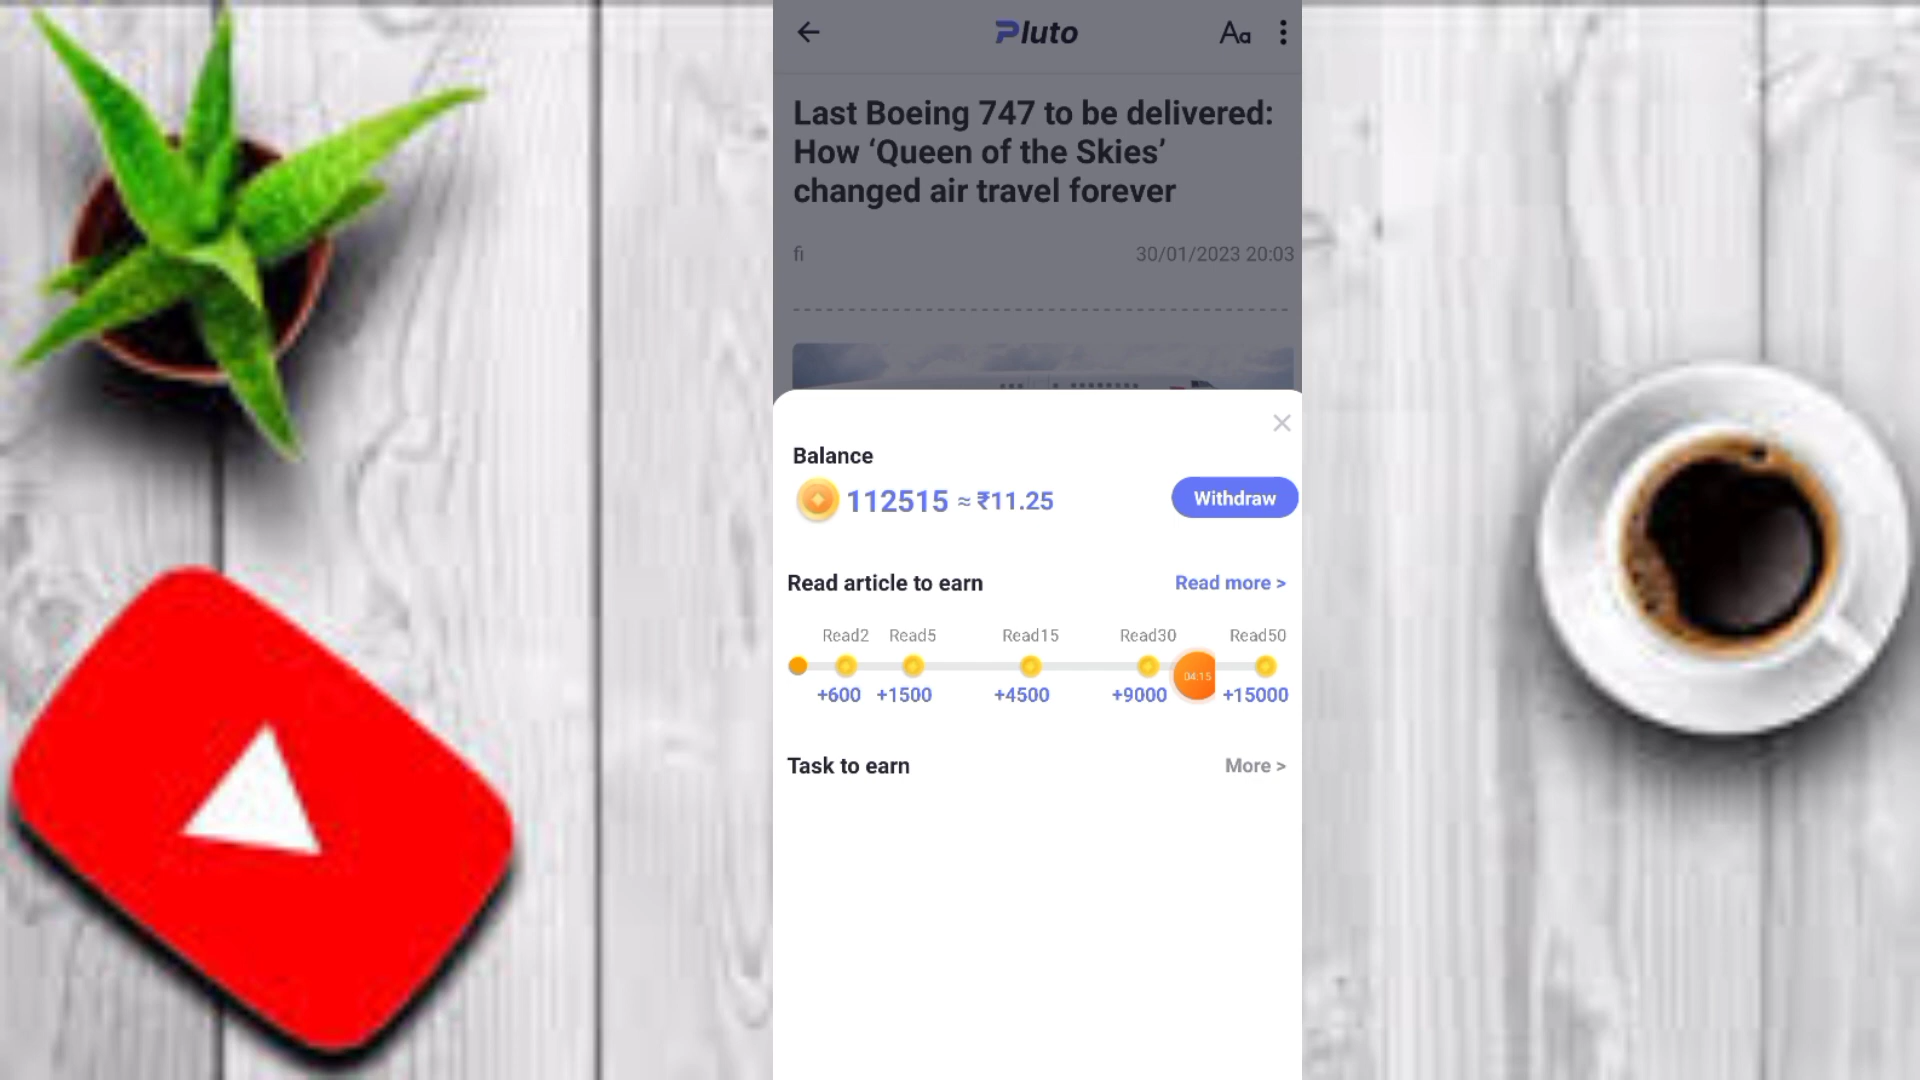 Pluto Aa
Last Boeing 747 to be delivered:
How ‘Queen of the Skies’
changed air travel forever
fi 30/01/2023 20:03
Balance
112515 ≈ ₹11.25 Withdraw
Read article to earn Read more >
Read2 Read5 Read15 Read30 Read50
04:15
+600 +1500 +4500 +9000 +15000
Task to earn More >